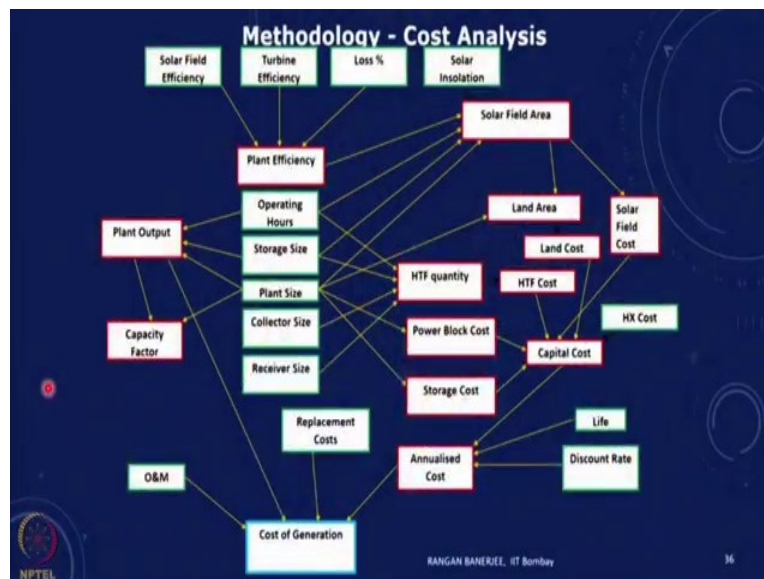 Methodology - Cost Analysis
Solar Field
Efficiency
Turbine
Efficiency
Loss %
Solar
Insolation
Solar Field Area
Plant Efficiency
Operating
Hours
Land Area
Solar
Field
Cost
Plant Output
Storage Size
Land Cost
HTF quantity
HTF Cost
Plant Size
Collector Size
HX Cost
Capacity
Factor
Power Block Cost
Capital Cost
Receiver Size
Storage Cost
Replacement
Costs
Life
Annualised
Cost
Discount Rate
O&M
Cost of Generation
NPTEL
RANGAN BANERJEE, IIT Bombay
36